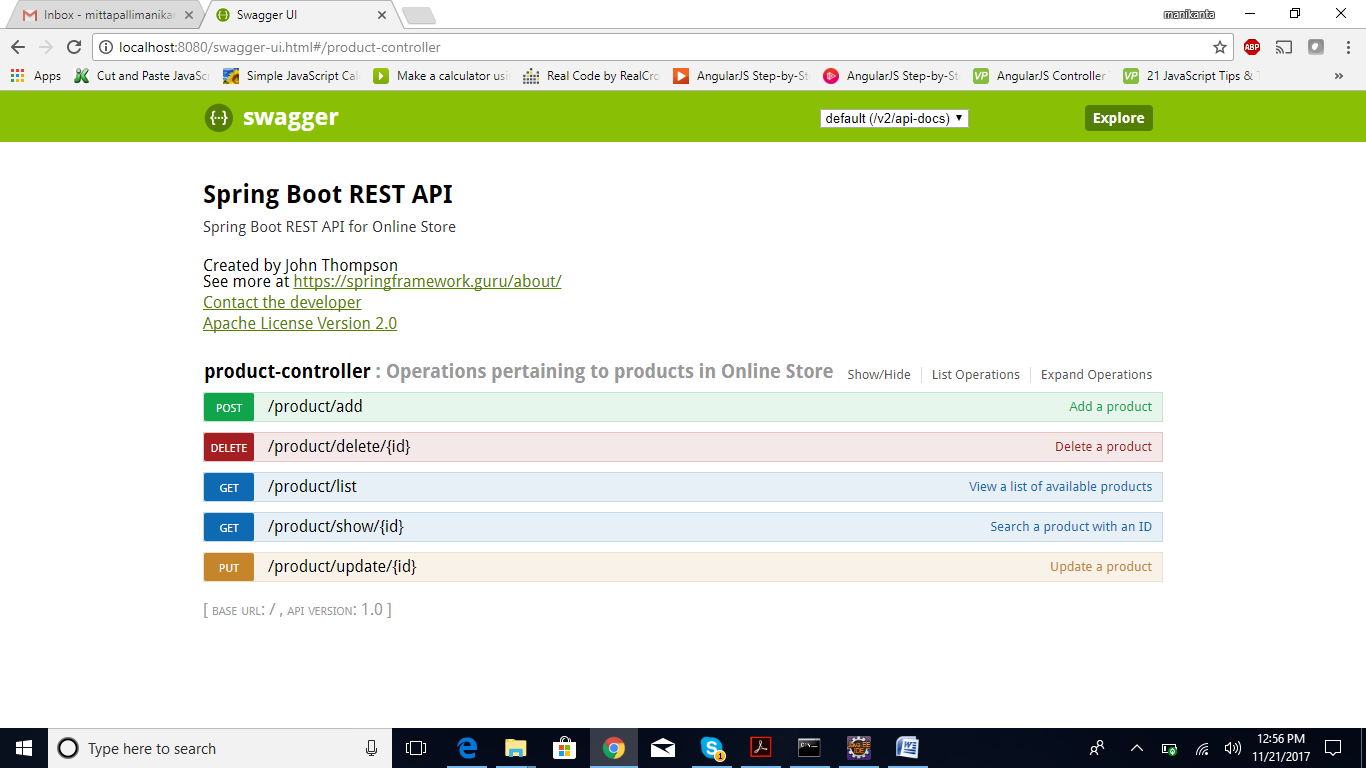 Inbox - mittapallimanika
Swagger UI
manikanta
localhost:8080/swagger-ui.html#/product-controller
ABP
Apps
Cut and Paste JavaSc
Simple JavaScript Cal
Make a calculator usi
Real Code by RealCro
AngularJS Step-by-St
AngularJS Step-by-St
VP
AngularJS Controller
VP
21 JavaScript Tips & T
»
{··} swagger
default (/v2/api-docs)
Explore
Spring Boot REST API
Spring Boot REST API for Online Store
Created by John Thompson
See more at https://springframework.guru/about/
Contact the developer
Apache License Version 2.0
product-controller : Operations pertaining to products in Online Store
Show/Hide
List Operations
Expand Operations
POST /product/add Add a product
DELETE /product/delete/{id} Delete a product
GET /product/list View a list of available products
GET /product/show/{id} Search a product with an ID
PUT /product/update/{id} Update a product
[ BASE URL: / , API VERSION: 1.0 ]
Type here to search
1
12:56 PM
11/21/2017